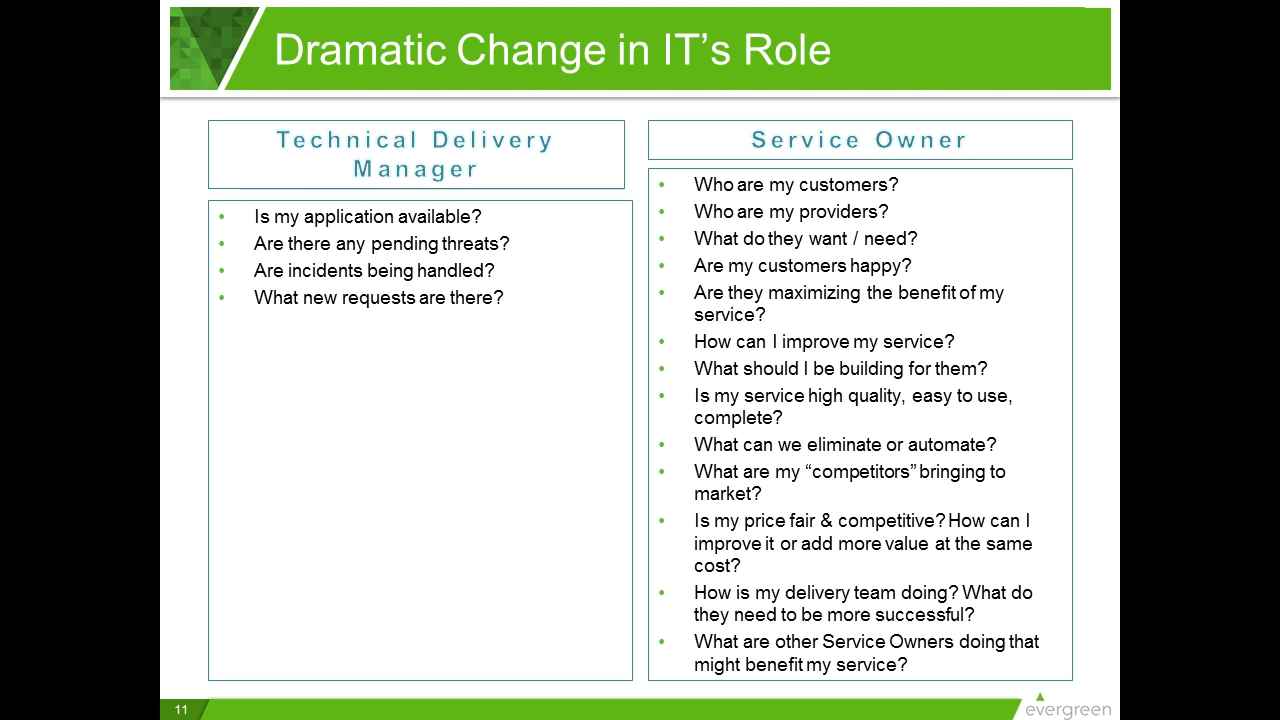 Dramatic Change in IT’s Role
Technical Delivery
Manager
• Is my application available?
• Are there any pending threats?
• Are incidents being handled?
• What new requests are there?
Service Owner
• Who are my customers?
• Who are my providers?
• What do they want / need?
• Are my customers happy?
• Are they maximizing the benefit of my
service?
• How can I improve my service?
• What should I be building for them?
• Is my service high quality, easy to use,
complete?
• What can we eliminate or automate?
• What are my “competitors” bringing to
market?
• Is my price fair & competitive? How can I
improve it or add more value at the same
cost?
• How is my delivery team doing? What do
they need to be more successful?
• What are other Service Owners doing that
might benefit my service?
11
evergreen